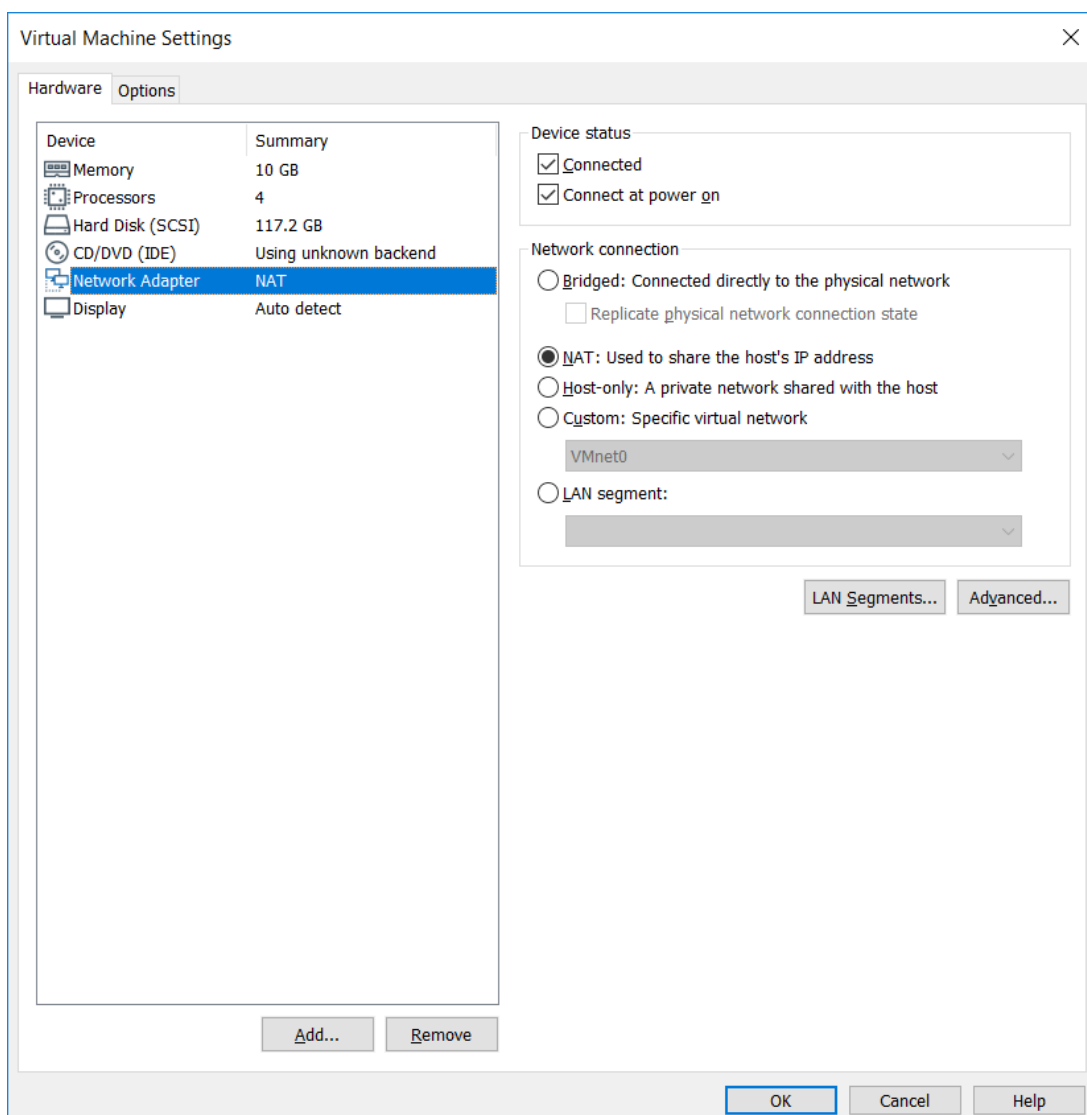 Virtual Machine Settings
Hardware
Options
Device Summary
Memory 10 GB
Processors 4
Hard Disk (SCSI) 117.2 GB
CD/DVD (IDE) Using unknown backend
Network Adapter NAT
Display Auto detect
Add...
Remove
Device status
Connected
Connect at power on
Network connection
Bridged: Connected directly to the physical network
Replicate physical network connection state
NAT: Used to share the host's IP address
Host-only: A private network shared with the host
Custom: Specific virtual network
VMnet0
LAN segment:
LAN Segments...
Advanced...
OK
Cancel
Help